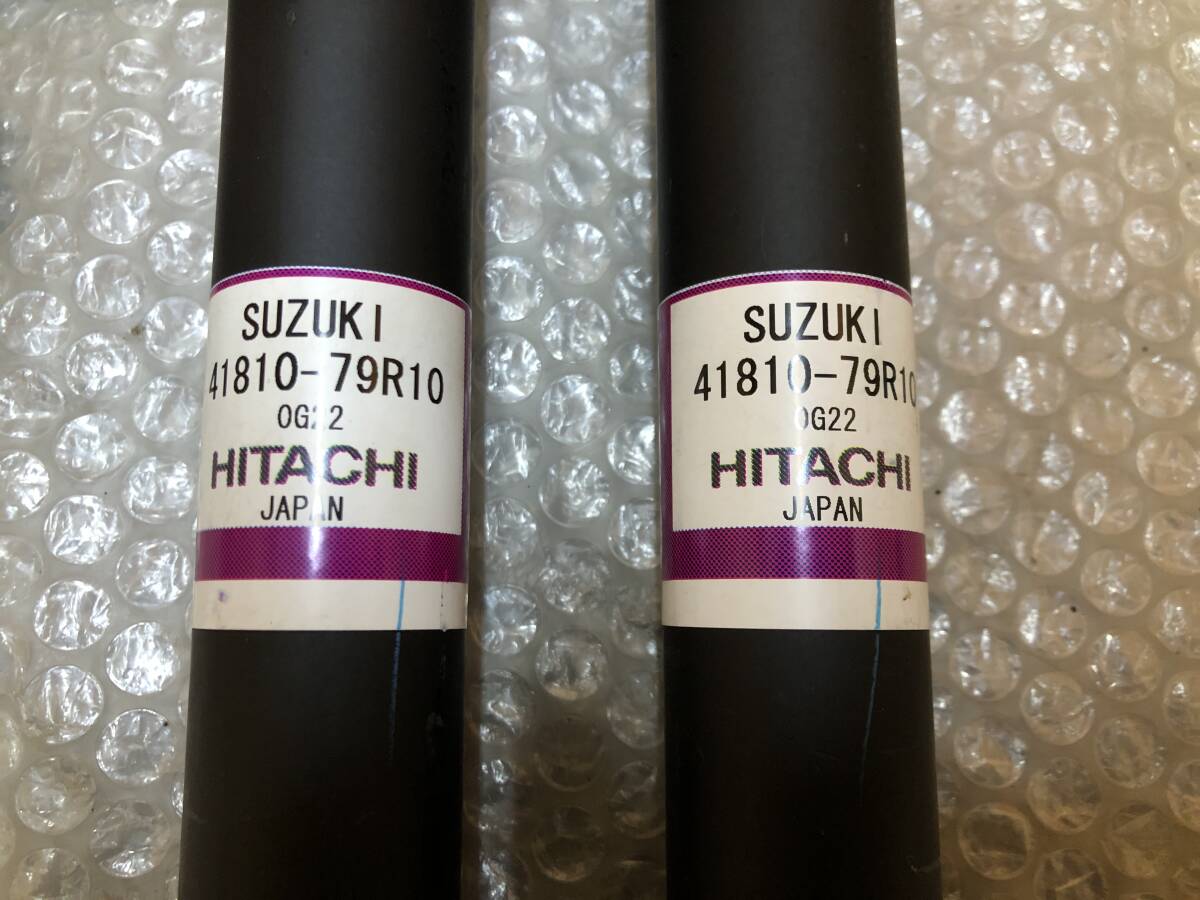 SUZUKI
41810-79R10
0G22
HITACHI
JAPAN
SUZUKI
41810-79R10
0G22
HITACHI
JAPAN